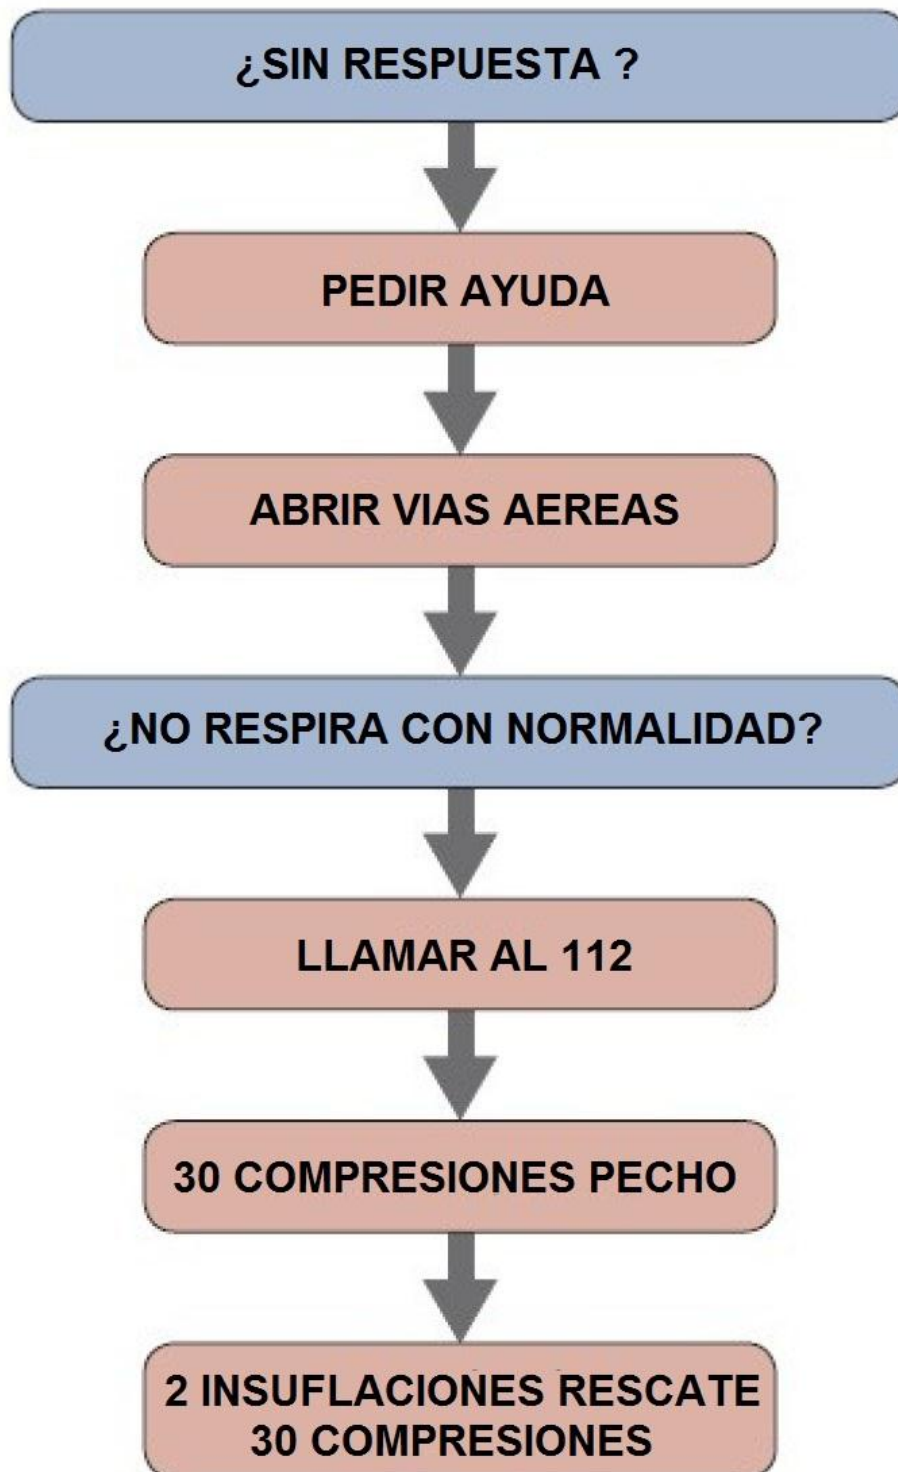 ¿SIN RESPUESTA ?
PEDIR AYUDA
ABRIR VIAS AEREAS
¿NO RESPIRA CON NORMALIDAD?
LLAMAR AL 112
30 COMPRESIONES PECHO
2 INSUFLACIONES RESCATE
30 COMPRESIONES